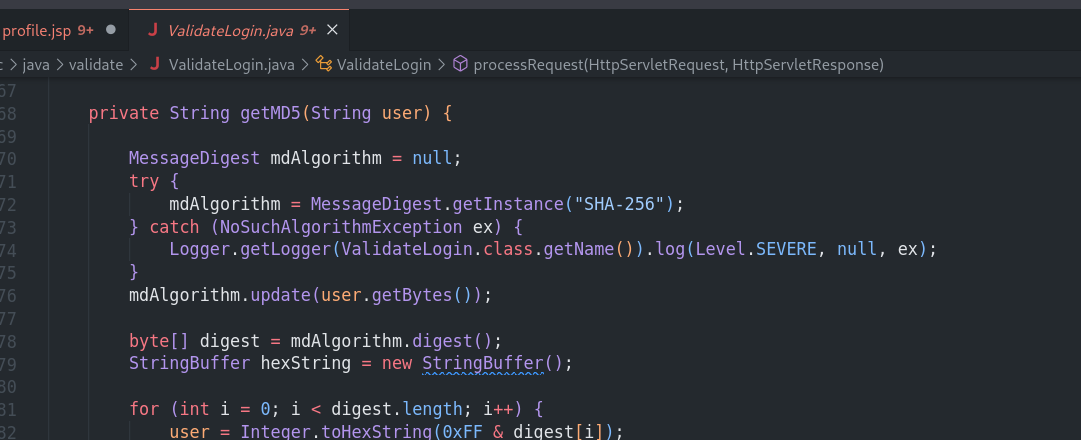 profile.jsp 9+ ● J ValidateLogin.java 9+ ×
c > java > validate > J ValidateLogin.java > ValidateLogin > processRequest(HttpServletRequest, HttpServletResponse)
67
68 private String getMD5(String user) {
69
70 MessageDigest mdAlgorithm = null;
71 try {
72 mdAlgorithm = MessageDigest.getInstance("SHA-256");
73 } catch (NoSuchAlgorithmException ex) {
74 Logger.getLogger(ValidateLogin.class.getName()).log(Level.SEVERE, null, ex);
75 }
76 mdAlgorithm.update(user.getBytes());
77
78 byte[] digest = mdAlgorithm.digest();
79 StringBuffer hexString = new StringBuffer();
80
81 for (int i = 0; i < digest.length; i++) {
82 user = Integer.toHexString(0xFF & digest[i]);